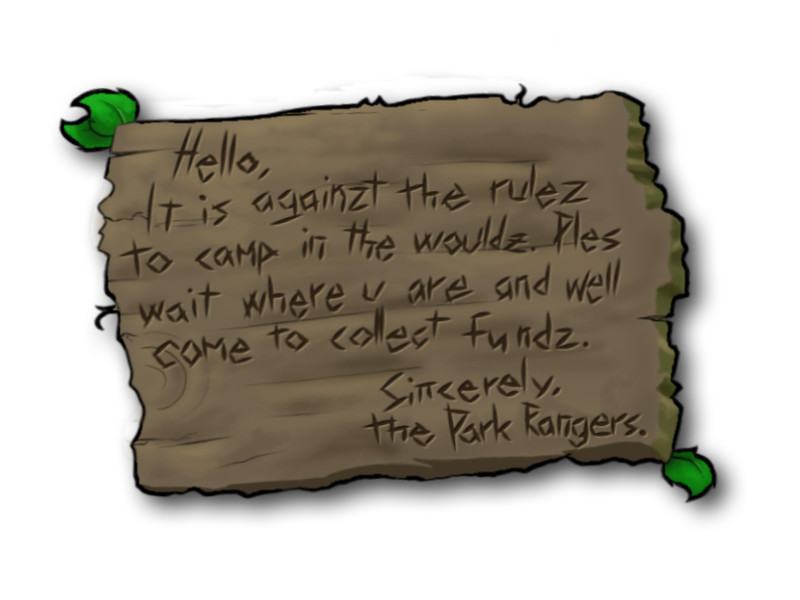 Hello,
It is againzt the rulez
to camp in the wouldz. Ples
wait where u are and well
come to collect fundz.
Sincerely,
the Park Rangers.